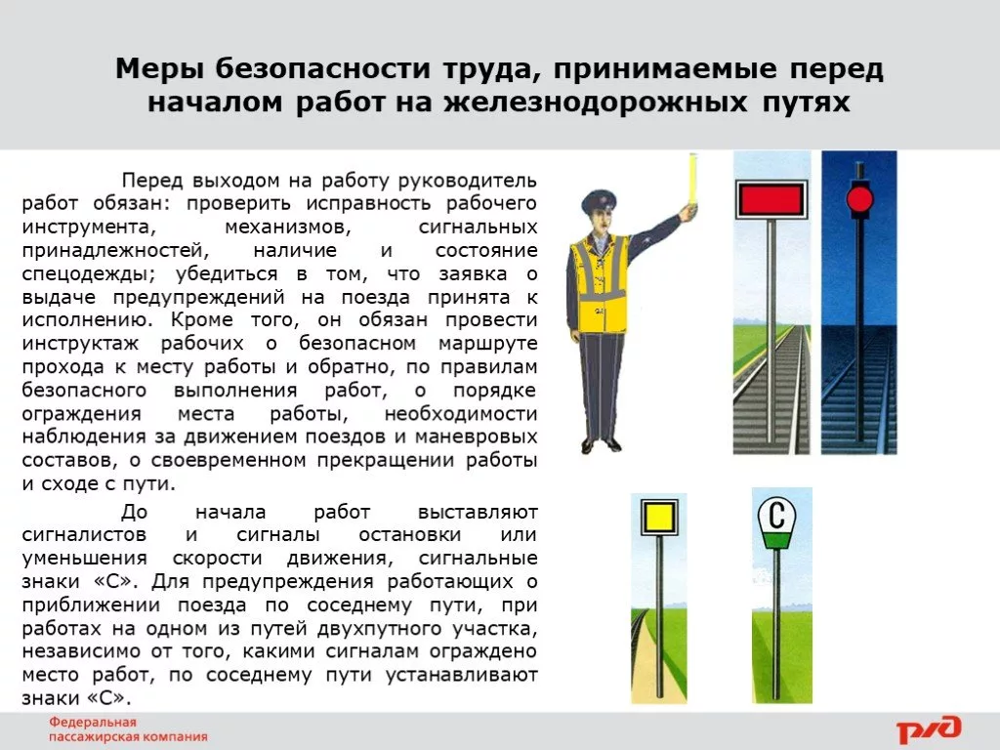 Меры безопасности труда, принимаемые перед
началом работ на железнодорожных путях
Перед выходом на работу руководитель
работ обязан: проверить исправность рабочего
инструмента, механизмов, сигнальных
принадлежностей, наличие и состояние
спецодежды; убедиться в том, что заявка о
выдаче предупреждений на поезда принята к
исполнению. Кроме того, он обязан провести
инструктаж рабочих о безопасном маршруте
прохода к месту работы и обратно, по правилам
безопасного выполнения работ, о порядке
ограждения места работы, необходимости
наблюдения за движением поездов и маневровых
составов, о своевременном прекращении работы
и сходе с пути.
До начала работ выставляют
сигналистов и сигналы остановки или
уменьшения скорости движения, сигнальные
знаки «С». Для предупреждения работающих о
приближении поезда по соседнему пути, при
работах на одном из путей двухпутного участка,
независимо от того, какими сигналам ограждено
место работ, по соседнему пути устанавливают
знаки «С».
С
Федеральная
пассажирская компания
РЖД